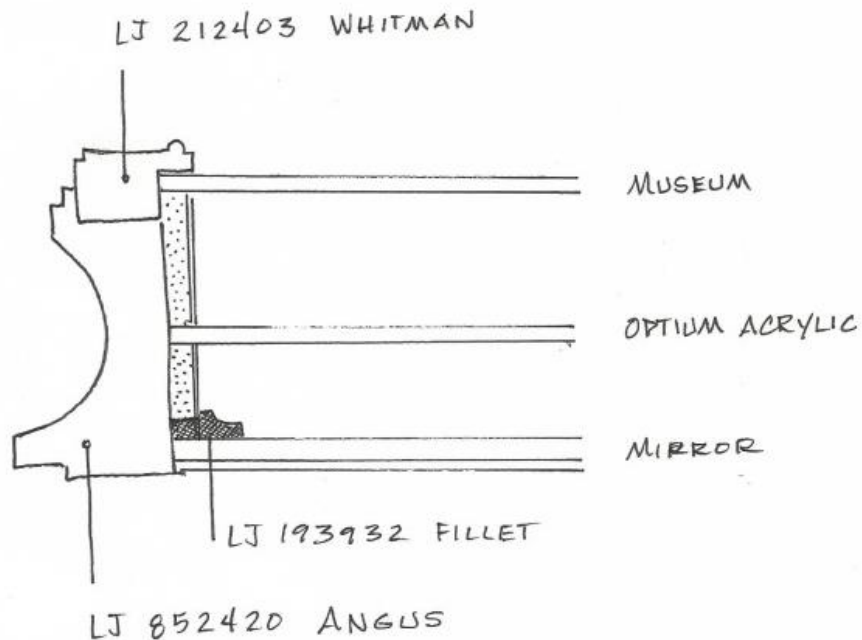 LJ 212403 WHITMAN
MUSEUM
OPTIUM ACRYLIC
MIRROR
LJ 193932 FILLET
LJ 852420 ANGUS